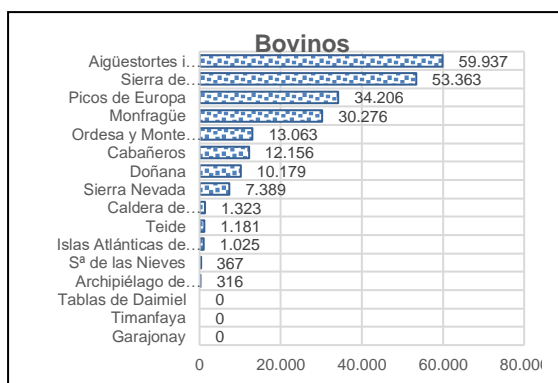 Bovinos
Aigüestortes i… 59.937
Sierra de… 53.363
Picos de Europa 34.206
Monfragüe 30.276
Ordesa y Monte… 13.063
Cabañeros 12.156
Doñana 10.179
Sierra Nevada 7.389
Caldera de… 1.323
Teide 1.181
Islas Atlánticas de… 1.025
Sª de las Nieves 367
Archipiélago de… 316
Tablas de Daimiel 0
Timanfaya 0
Garajonay 0
0 20.000 40.000 60.000 80.000